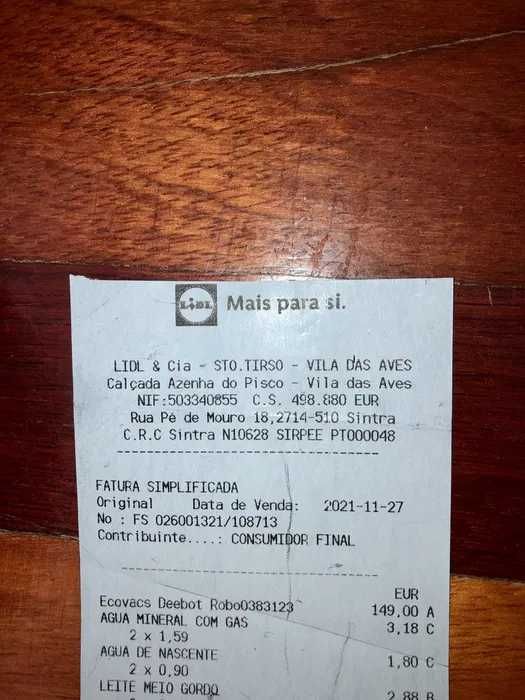 LIDL Mais para si.
LIDL & Cia - STO.TIRSO - VILA DAS AVES
Calçada Azenha do Pisco - Vila das Aves
NIF:503340855 C.S. 498.880 EUR
Rua Pé de Mouro 18,2714-510 Sintra
C.R.C Sintra N10628 SIRPEE PT000048
FATURA SIMPLIFICADA
Original Data de Venda: 2021-11-27
No : FS 026001321/108713
Contribuinte....: CONSUMIDOR FINAL
EUR
Ecovacs Deebot Robo0383123 149,00 A
AGUA MINERAL COM GAS 3,18 C
2 x 1,59
AGUA DE NASCENTE 1,80 C
2 x 0,90
LEITE MEIO GORDO 2,88 B